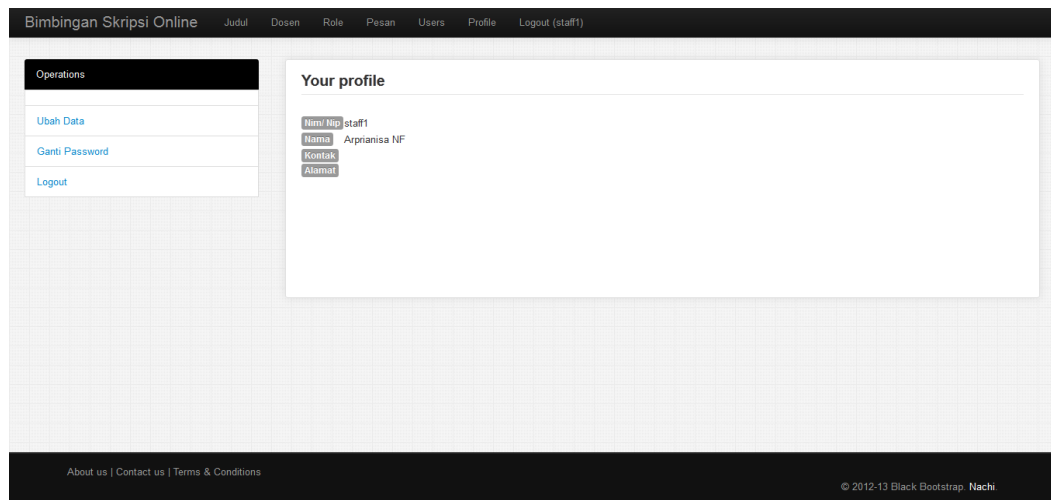 Bimbingan Skripsi Online Judul Dosen Role Pesan Users Profile Logout (staff1)
Operations
Ubah Data
Ganti Password
Logout
Your profile
Nim/ Nip staff1
Nama Arprianisa NF
Kontak
Alamat
About us | Contact us | Terms & Conditions
© 2012-13 Black Bootstrap. Nachi.